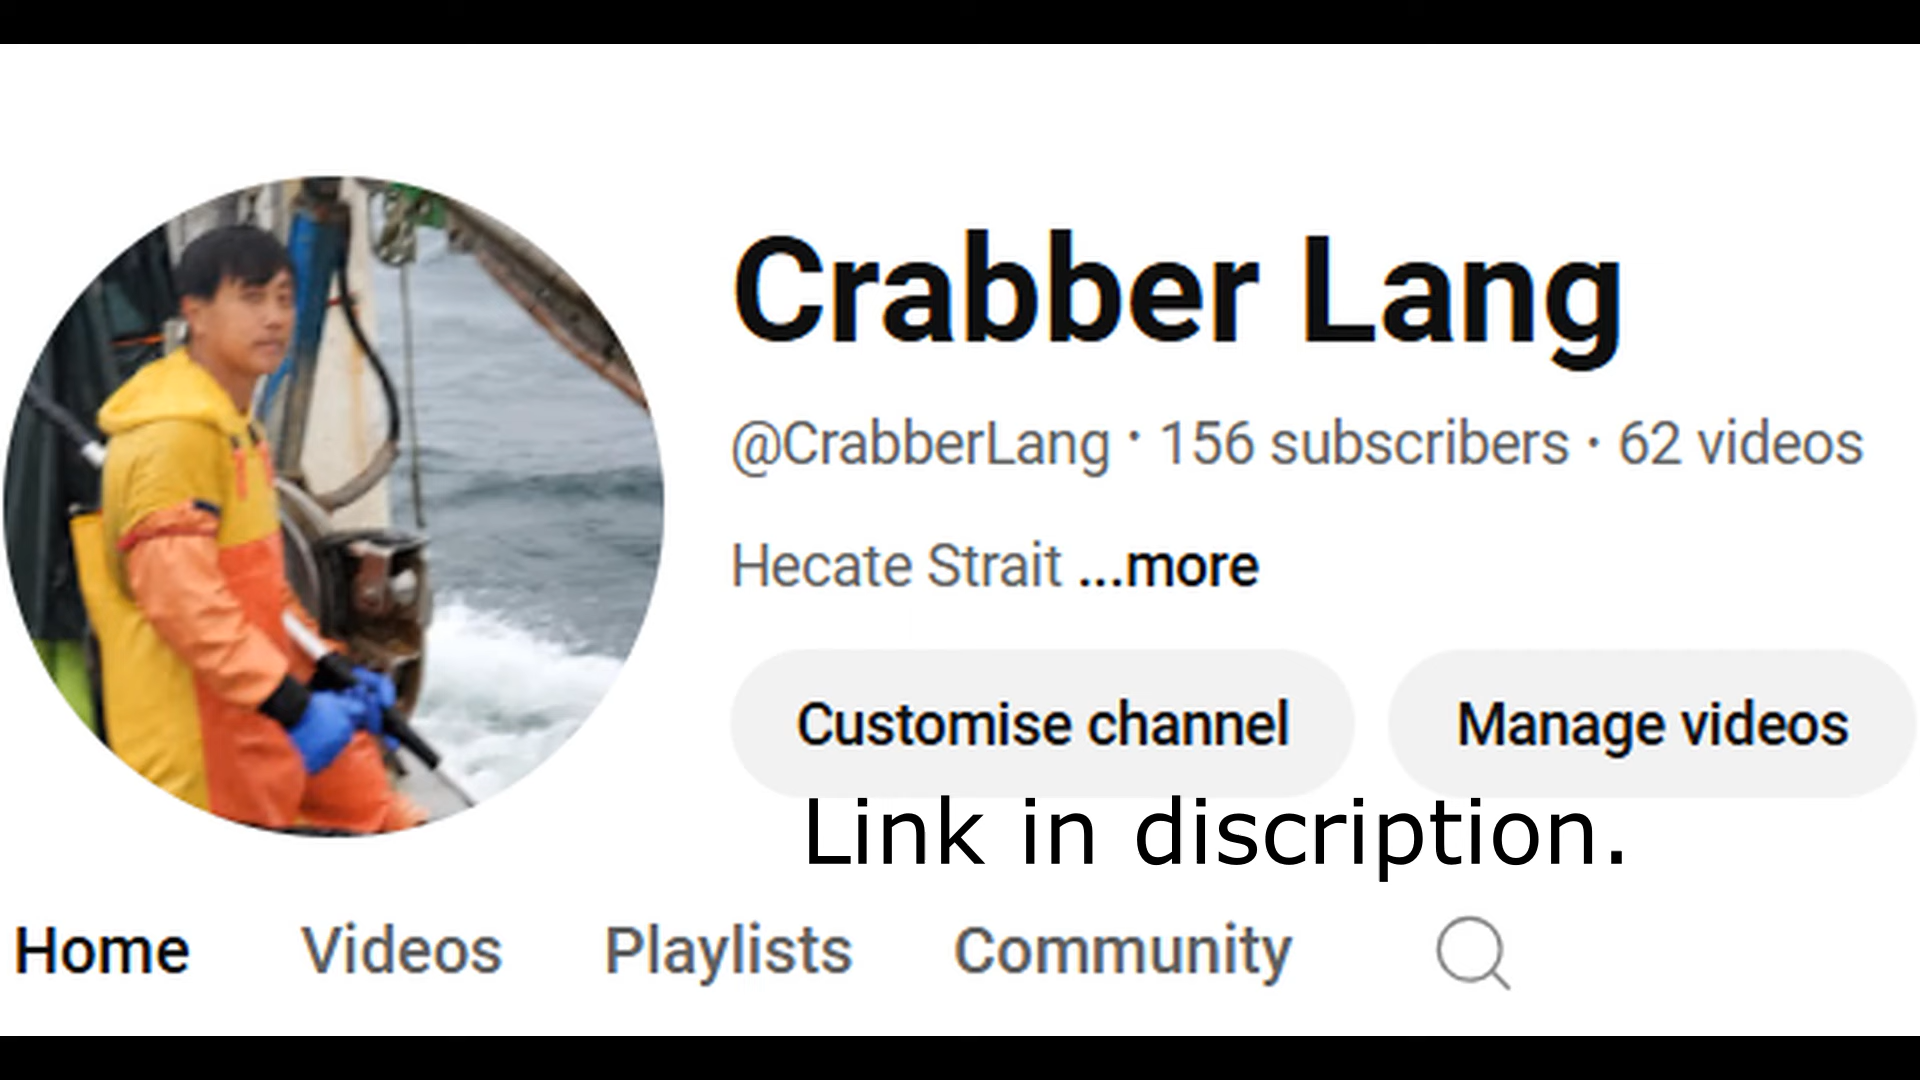 Crabber Lang
@CrabberLang · 156 subscribers · 62 videos
Hecate Strait ...more
Customise channel Manage videos
Link in discription.
Home Videos Playlists Community